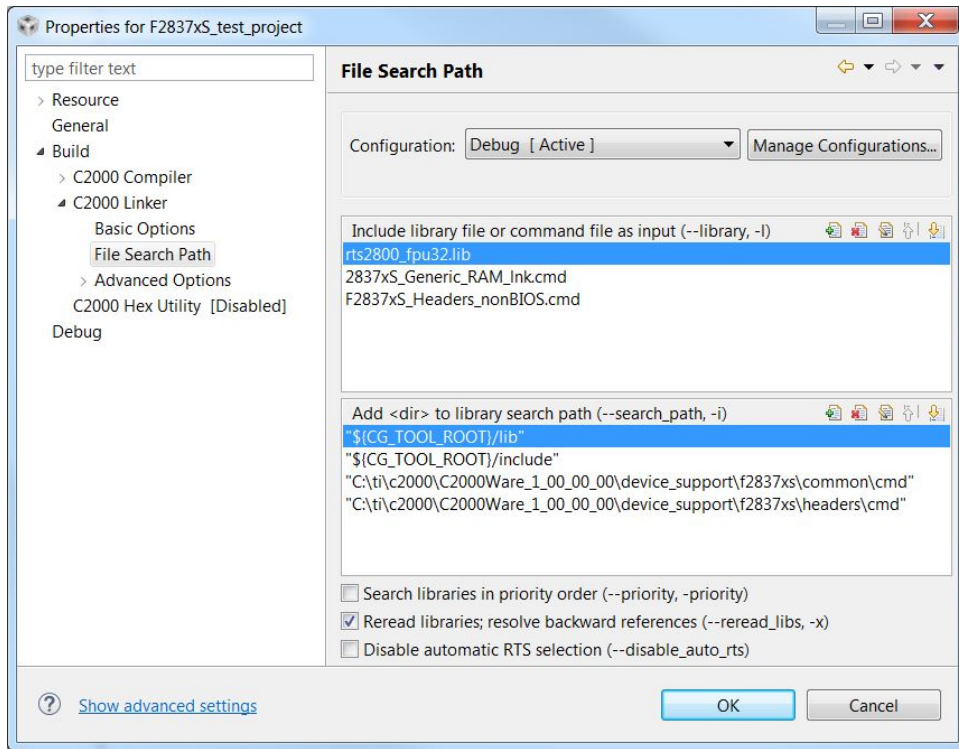 Properties for F2837xS_test_project
type filter text
Resource
General
Build
C2000 Compiler
C2000 Linker
Basic Options
File Search Path
Advanced Options
C2000 Hex Utility [Disabled]
Debug
File Search Path
Configuration: Debug [ Active ] Manage Configurations...
Include library file or command file as input (--library, -l)
rts2800_fpu32.lib
2837xS_Generic_RAM_lnk.cmd
F2837xS_Headers_nonBIOS.cmd
Add <dir> to library search path (--search_path, -i)
"${CG_TOOL_ROOT}/lib"
"${CG_TOOL_ROOT}/include"
"C:\ti\c2000\C2000Ware_1_00_00_00\device_support\f2837xs\common\cmd"
"C:\ti\c2000\C2000Ware_1_00_00_00\device_support\f2837xs\headers\cmd"
Search libraries in priority order (--priority, -priority)
Reread libraries; resolve backward references (--reread_libs, -x)
Disable automatic RTS selection (--disable_auto_rts)
? Show advanced settings OK Cancel